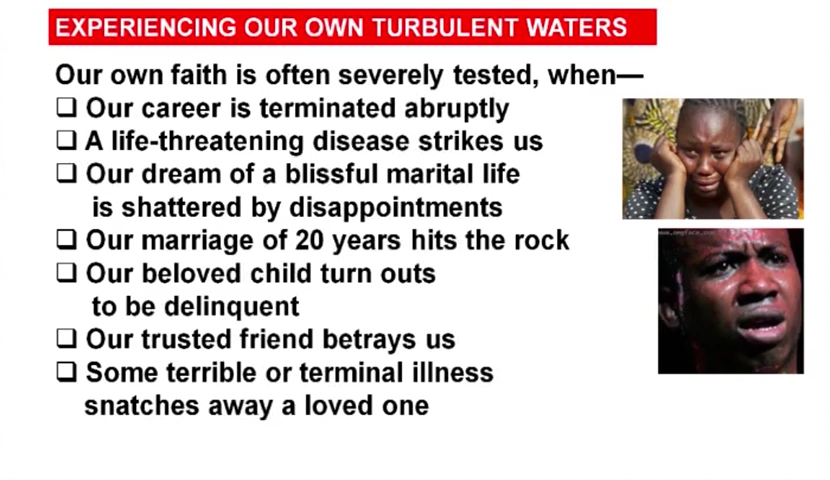 EXPERIENCING OUR OWN TURBULENT WATERS
Our own faith is often severely tested, when—
❑ Our career is terminated abruptly
❑ A life-threatening disease strikes us
❑ Our dream of a blissful marital life
is shattered by disappointments
❑ Our marriage of 20 years hits the rock
❑ Our beloved child turn outs
to be delinquent
❑ Our trusted friend betrays us
❑ Some terrible or terminal illness
snatches away a loved one